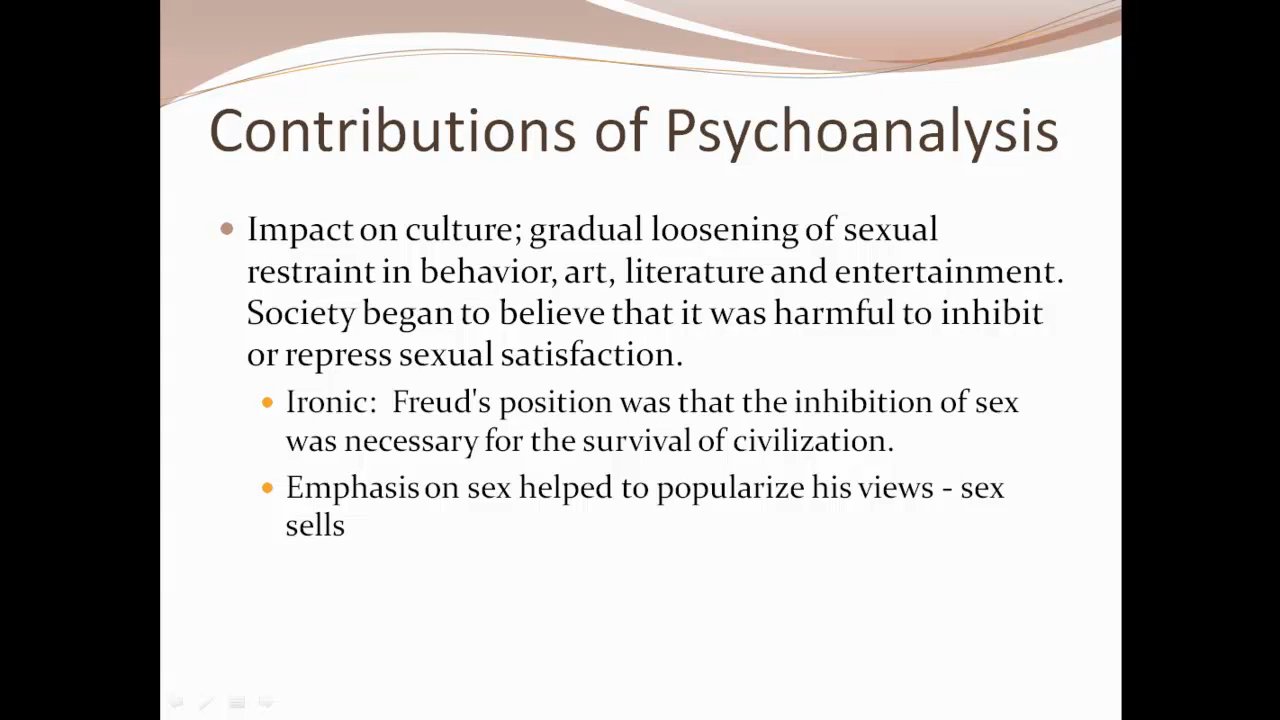 Contributions of Psychoanalysis
Impact on culture; gradual loosening of sexual
restraint in behavior, art, literature and entertainment.
Society began to believe that it was harmful to inhibit
or repress sexual satisfaction.
Ironic:  Freud's position was that the inhibition of sex
was necessary for the survival of civilization.
Emphasis on sex helped to popularize his views - sex
sells